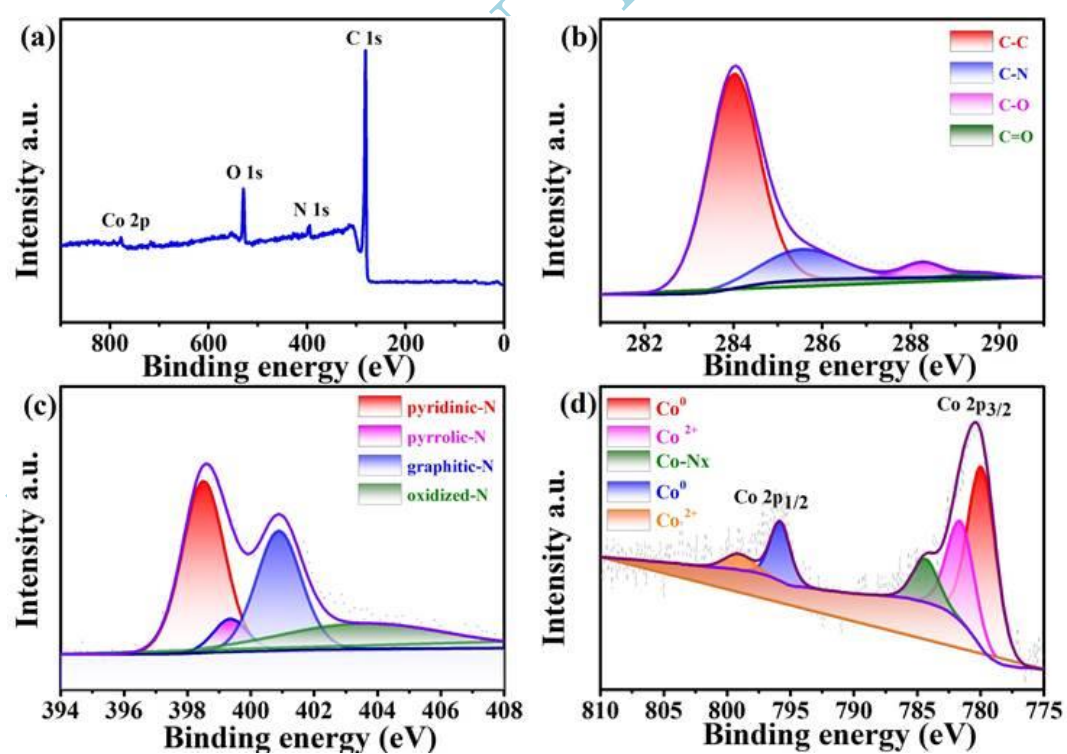 (a)
C 1s
O 1s
N 1s
Co 2p
Intensity a.u.
800 600 400 200 0
Binding energy (eV)
(b)
C-C
C-N
C-O
C=O
Intensity a.u.
282 284 286 288 290
Binding energy (eV)
(c)
pyridinic-N
pyrrolic-N
graphitic-N
oxidized-N
Intensity a.u.
394 396 398 400 402 404 406 408
Binding energy (eV)
(d)
Co⁰
Co ²⁺
Co-Nx
Co⁰
Co ²⁺
Co 2p₃/₂
Co 2p₁/₂
Intensity a.u.
810 805 800 795 790 785 780 775
Binding energy (eV)